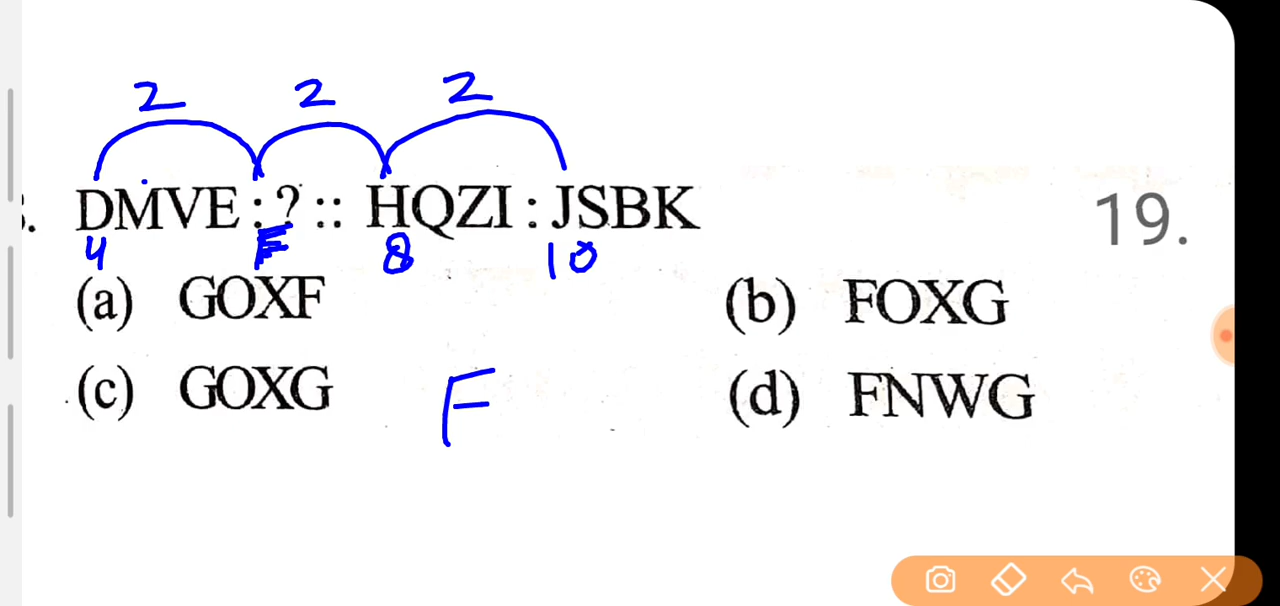 2 2 2
. DMVE : ? :: HQZI : JSBK 19.
4 F 8 10
(a) GOXF (b) FOXG
(c) GOXG F (d) FNWG